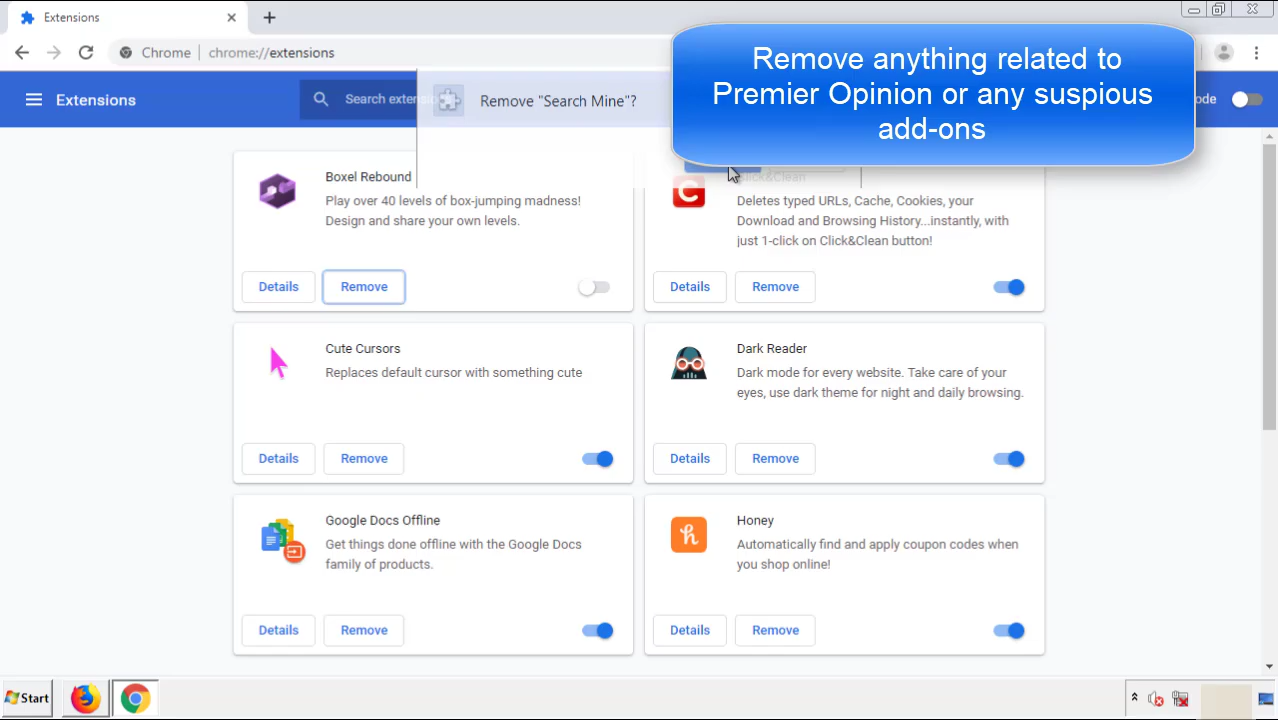 Extensions
Chrome
chrome://extensions
Extensions
Search exten
Remove "Search Mine"?
Remove anything related to
Premier Opinion or any suspious
add-ons
ode
Boxel Rebound
Play over 40 levels of box-jumping madness!
Design and share your own levels.
Details
Remove
Click&Clean
Deletes typed URLs, Cache, Cookies, your
Download and Browsing History...instantly, with
just 1-click on Click&Clean button!
Details
Remove
Cute Cursors
Replaces default cursor with something cute
Details
Remove
Dark Reader
Dark mode for every website. Take care of your
eyes, use dark theme for night and daily browsing.
Details
Remove
Google Docs Offline
Get things done offline with the Google Docs
family of products.
Details
Remove
Honey
Automatically find and apply coupon codes when
you shop online!
Details
Remove
Start